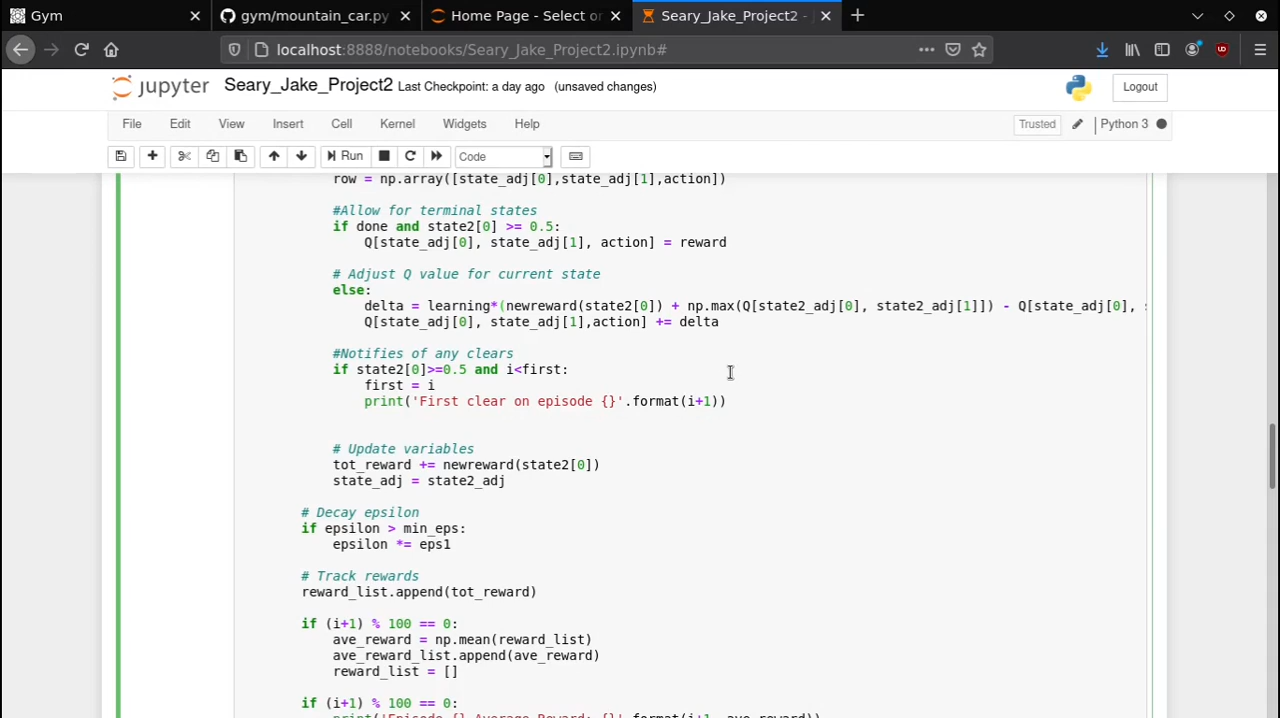 Gym
gym/mountain_car.py
Home Page - Select or
Seary_Jake_Project2 -
localhost:8888/notebooks/Seary_Jake_Project2.ipynb#
jupyter Seary_Jake_Project2 Last Checkpoint: a day ago (unsaved changes)
Logout
File Edit View Insert Cell Kernel Widgets Help
Trusted
Python 3
Run
Code
row = np.array([state_adj[0],state_adj[1],action])
#Allow for terminal states
if done and state2[0] >= 0.5:
Q[state_adj[0], state_adj[1], action] = reward
# Adjust Q value for current state
else:
delta = learning*(newreward(state2[0]) + np.max(Q[state2_adj[0], state2_adj[1]]) - Q[state_adj[0],
Q[state_adj[0], state_adj[1],action] += delta
#Notifies of any clears
if state2[0]>=0.5 and i<first:
first = i
print('First clear on episode {}'.format(i+1))
# Update variables
tot_reward += newreward(state2[0])
state_adj = state2_adj
# Decay epsilon
if epsilon > min_eps:
epsilon *= eps1
# Track rewards
reward_list.append(tot_reward)
if (i+1) % 100 == 0:
ave_reward = np.mean(reward_list)
ave_reward_list.append(ave_reward)
reward_list = []
if (i+1) % 100 == 0:
print('Episode {} Average Reward: {}'.format(i+1, ave_reward))